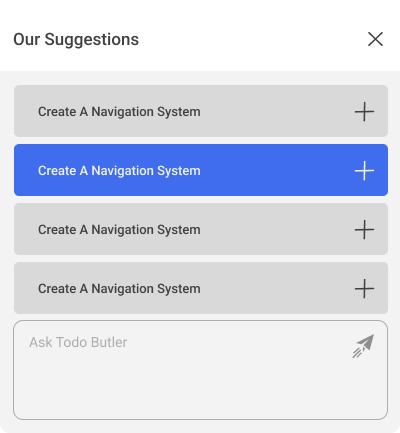 Our Suggestions
Create A Navigation System
Create A Navigation System
Create A Navigation System
Create A Navigation System
Ask Todo Butler